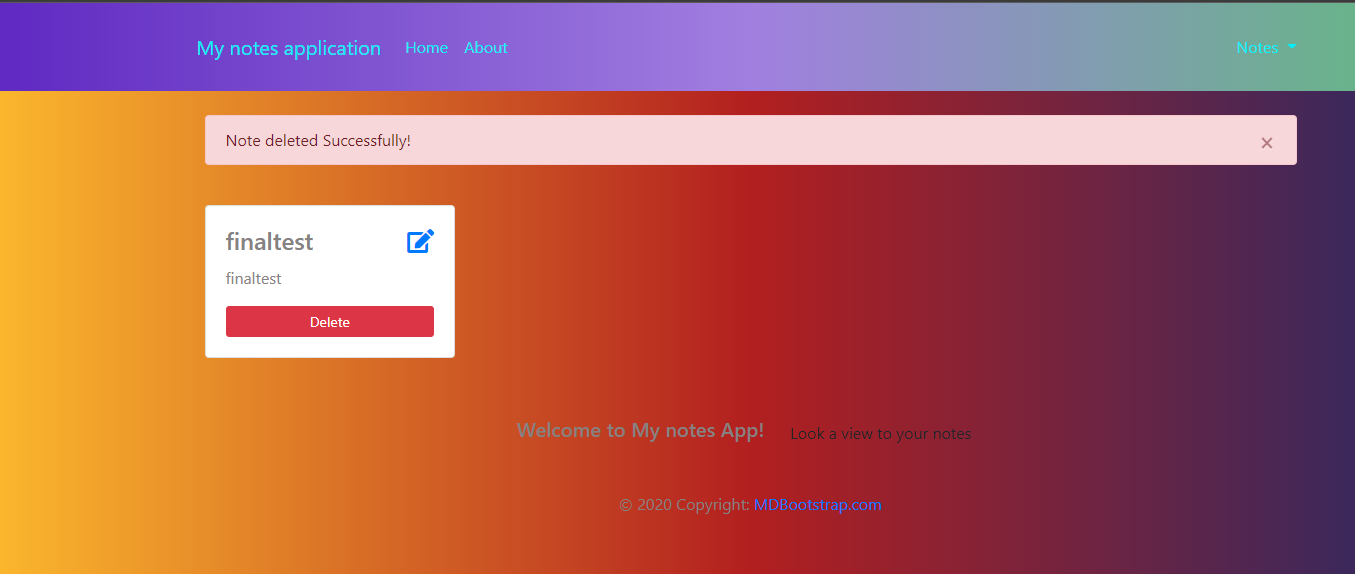 My notes application Home About Notes
Note deleted Successfully! ×
finaltest
finaltest
Delete
Welcome to My notes App! Look a view to your notes
© 2020 Copyright: MDBootstrap.com